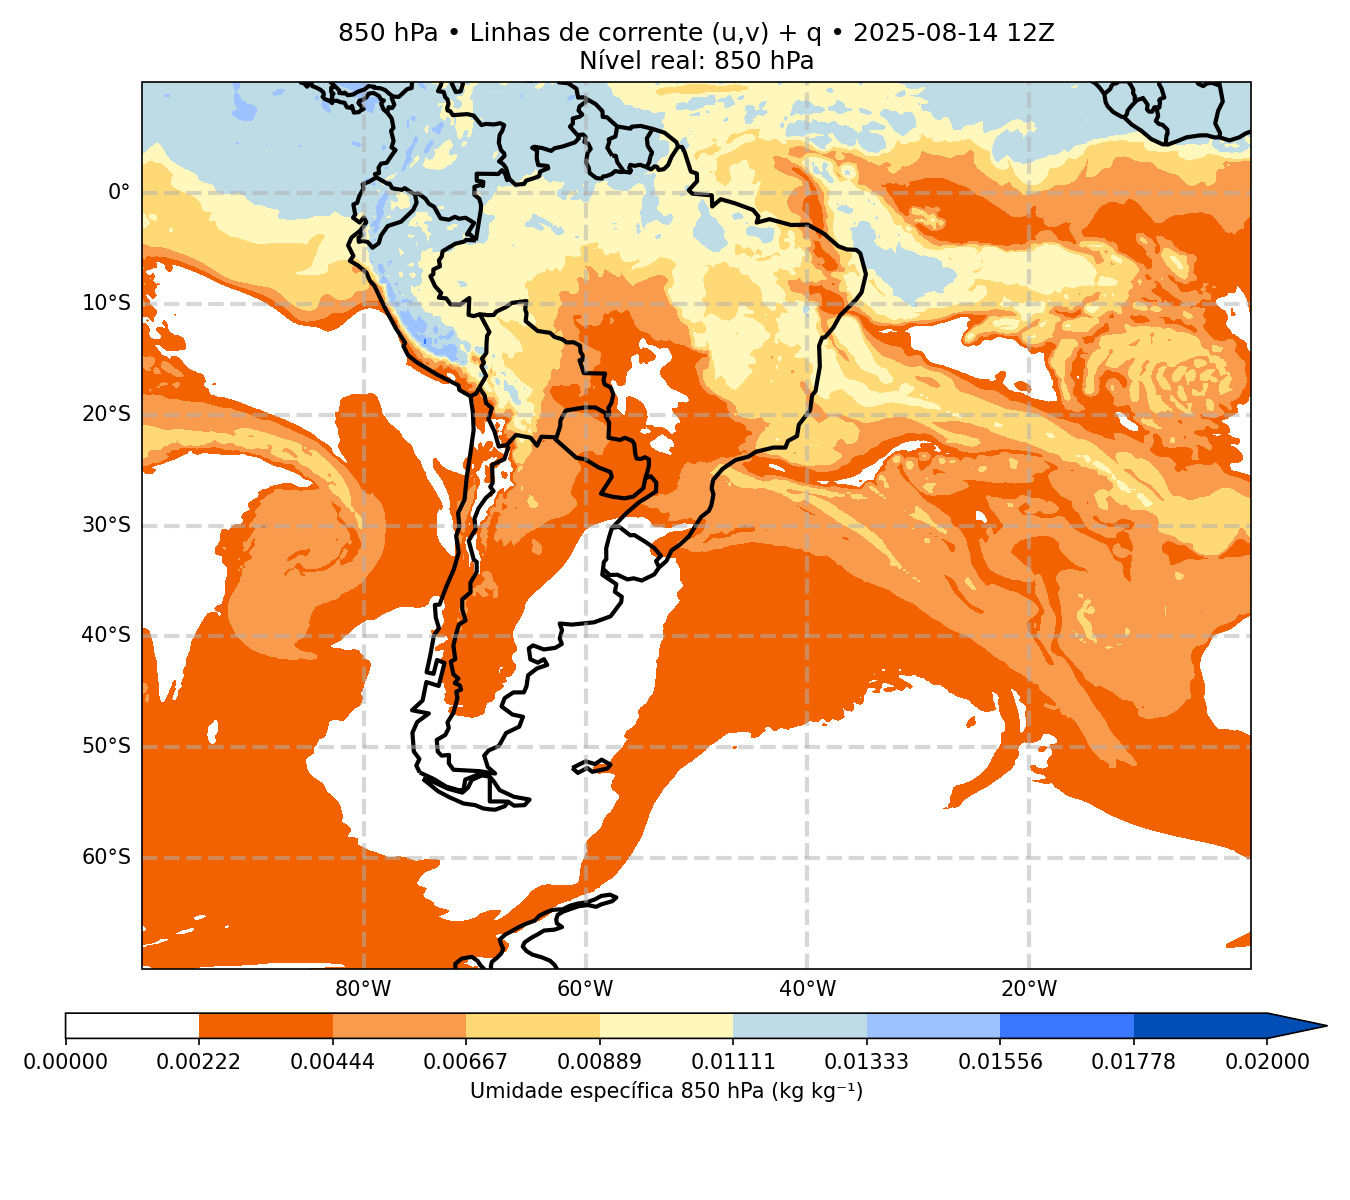 850 hPa • Linhas de corrente (u,v) + q • 2025-08-14 12Z
Nível real: 850 hPa
0°
10°S
20°S
30°S
40°S
50°S
60°S
80°W 60°W 40°W 20°W
0.00000 0.00222 0.00444 0.00667 0.00889 0.01111 0.01333 0.01556 0.01778 0.02000
Umidade específica 850 hPa (kg kg⁻¹)